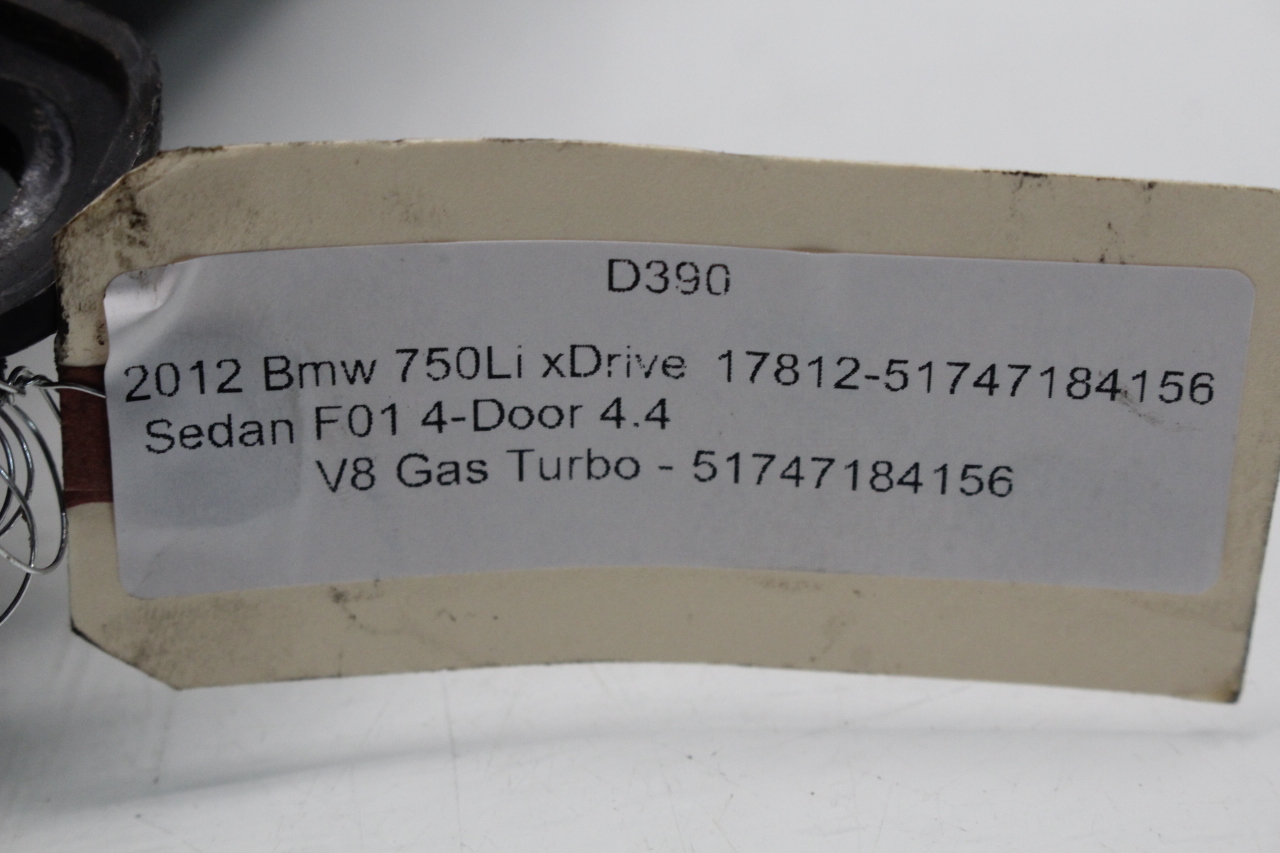 D390
2012 Bmw 750Li xDrive 17812-51747184156
Sedan F01 4-Door 4.4
V8 Gas Turbo - 51747184156